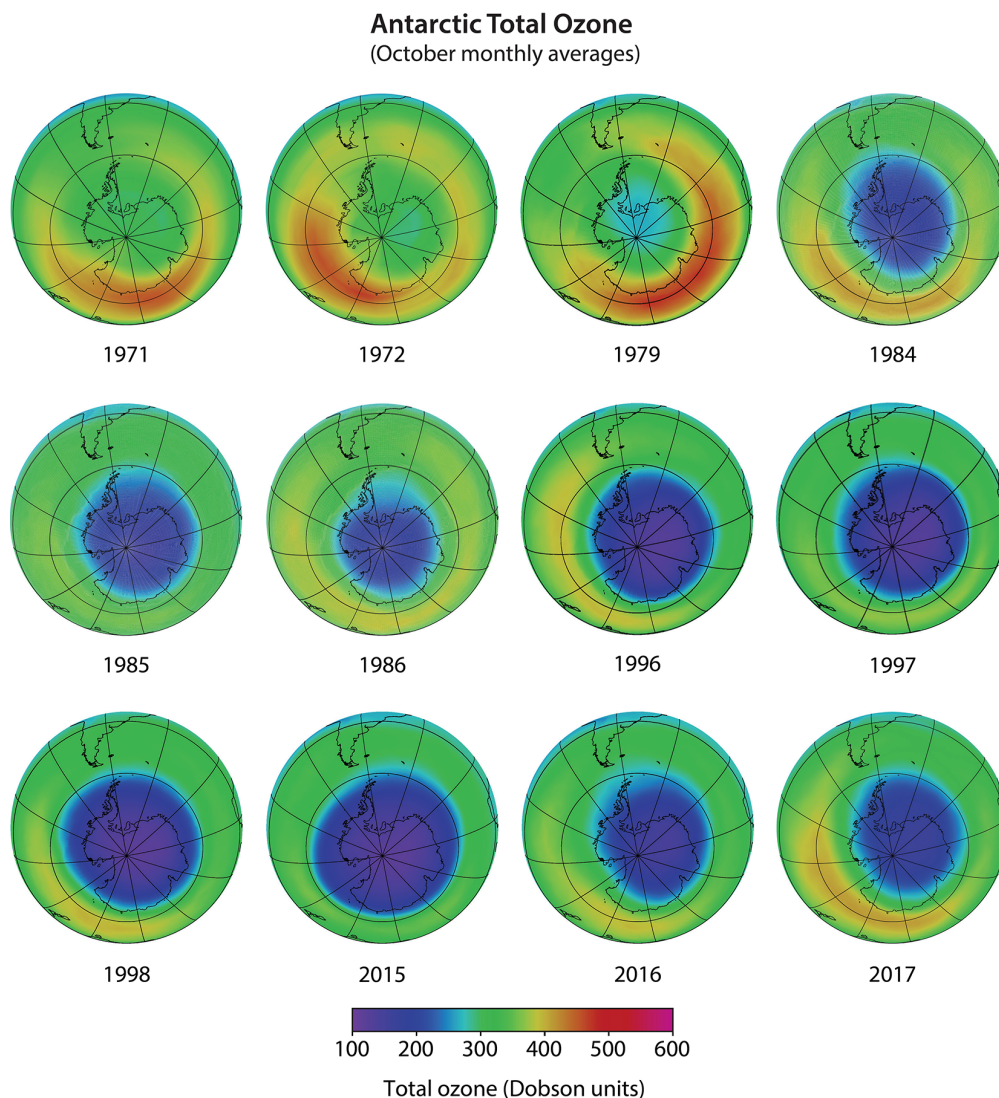 Antarctic Total Ozone
(October monthly averages)
1971 1972 1979 1984
1985 1986 1996 1997
1998 2015 2016 2017
100 200 300 400 500 600
Total ozone (Dobson units)